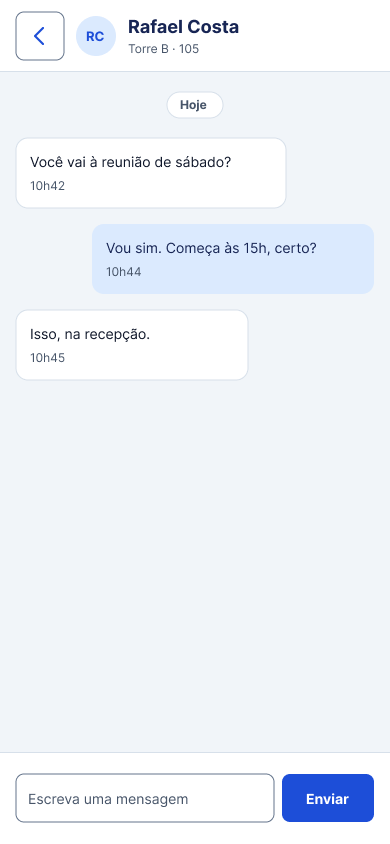 RC
Rafael Costa
Torre B · 105
Hoje
Você vai à reunião de sábado?
10h42
Vou sim. Começa às 15h, certo?
10h44
Isso, na recepção.
10h45
Escreva uma mensagem
Enviar